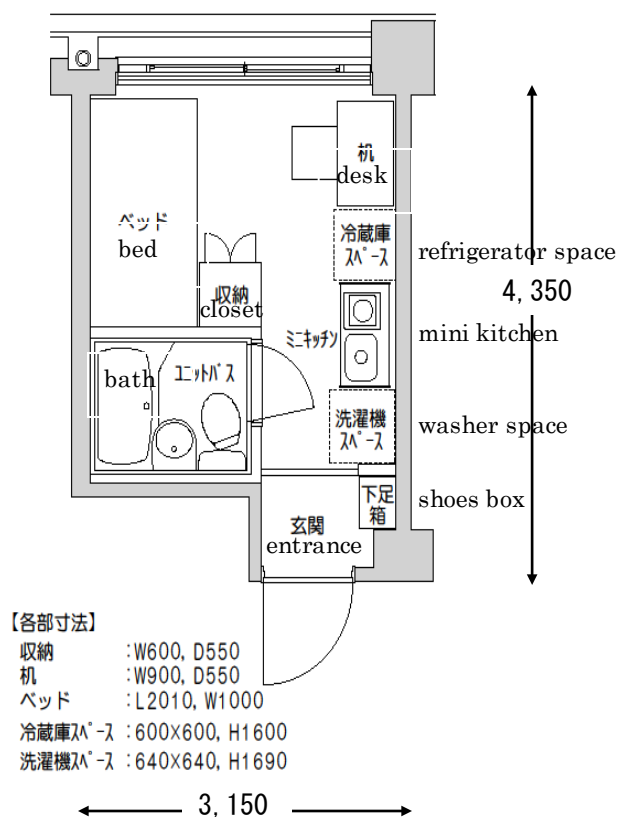 机
desk
ベッド
bed
冷蔵庫
スペース
refrigerator space
4,350
収納
closet
ミニキッチン
mini kitchen
bath
ユニットバス
洗濯機
スペース
washer space
下足
箱
shoes box
玄関
entrance
【各部寸法】
収納 :W600, D550
机 :W900, D550
ベッド :L2010, W1000
冷蔵庫スペース :600×600, H1600
洗濯機スペース :640×640, H1690
3,150